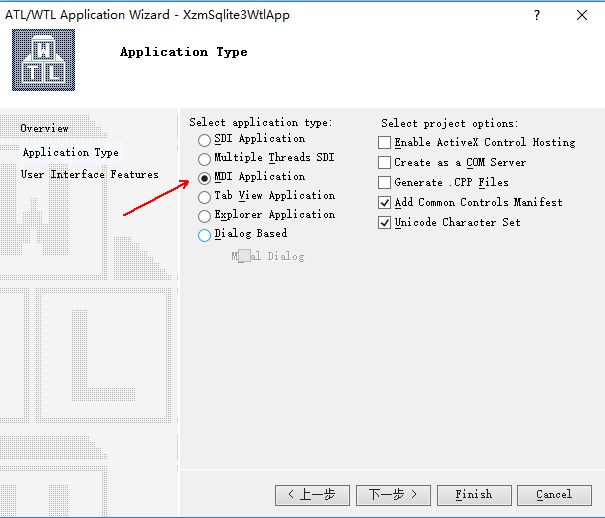 ATL/WTL Application Wizard - XzmSqlite3WtlApp
?
W
TL
Application Type
Overview
Application Type
User Interface Features
Select application type:
SDI Application
Multiple Threads SDI
MDI Application
Tab View Application
Explorer Application
Dialog Based
Select project options:
Enable ActiveX Control Hosting
Create as a COM Server
Generate .CPP Files
Add Common Controls Manifest
Unicode Character Set
Dialog
< 上一步
下一步 >
Finish
Cancel